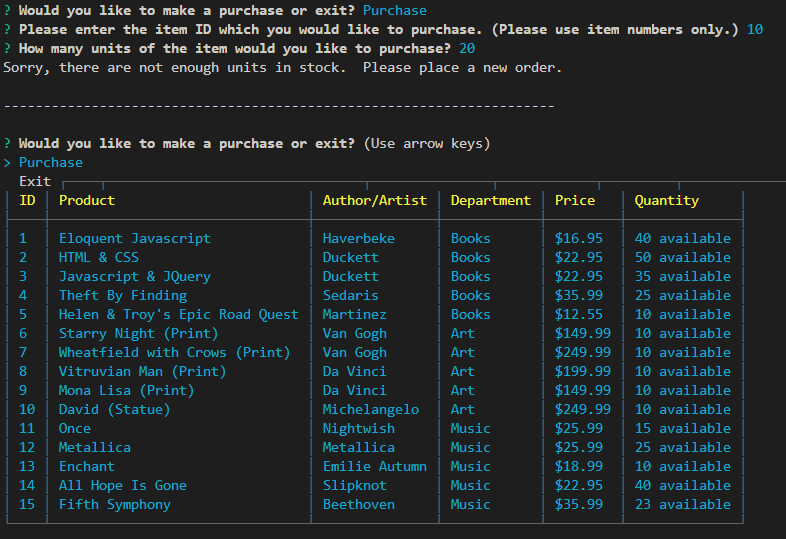 ? Would you like to make a purchase or exit? Purchase
? Please enter the item ID which you would like to purchase. (Please use item numbers only.) 10
? How many units of the item would you like to purchase? 20
Sorry, there are not enough units in stock.  Please place a new order.
---------------------------------------------------------------------
? Would you like to make a purchase or exit? (Use arrow keys)
> Purchase
Exit
ID Product Author/Artist Department Price Quantity
1 Eloquent Javascript Haverbeke Books $16.95 40 available
2 HTML & CSS Duckett Books $22.95 50 available
3 Javascript & JQuery Duckett Books $22.95 35 available
4 Theft By Finding Sedaris Books $35.99 25 available
5 Helen & Troy's Epic Road Quest Martinez Books $12.55 10 available
6 Starry Night (Print) Van Gogh Art $149.99 10 available
7 Wheatfield with Crows (Print) Van Gogh Art $249.99 10 available
8 Vitruvian Man (Print) Da Vinci Art $199.99 10 available
9 Mona Lisa (Print) Da Vinci Art $149.99 10 available
10 David (Statue) Michelangelo Art $249.99 10 available
11 Once Nightwish Music $25.99 15 available
12 Metallica Metallica Music $25.99 25 available
13 Enchant Emilie Autumn Music $18.99 10 available
14 All Hope Is Gone Slipknot Music $22.95 40 available
15 Fifth Symphony Beethoven Music $35.99 23 available